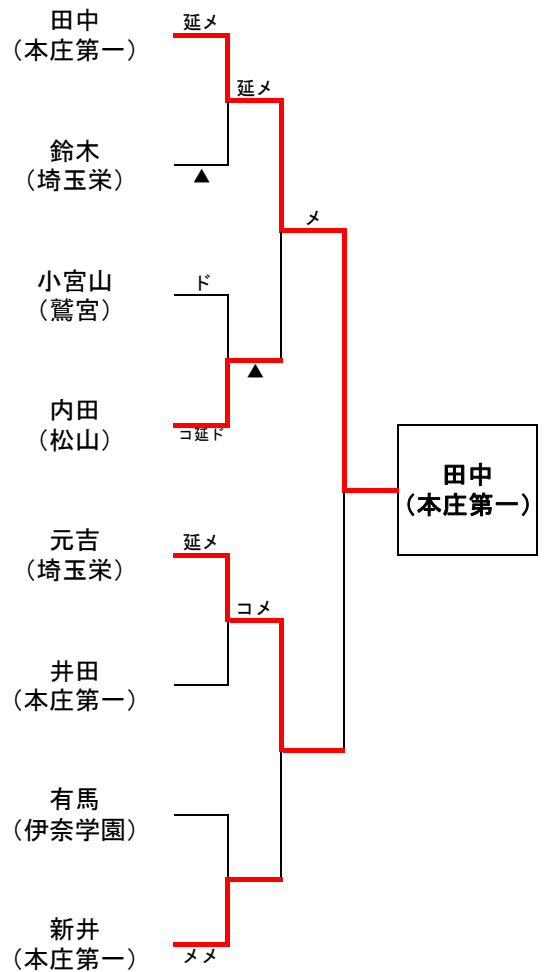 田中
（本庄第一）
延メ
延メ
鈴木
（埼玉栄）
▲
メ
小宮山
（鷲宮）
ド
▲
内田
（松山）
コ延ド
田中
（本庄第一）
元吉
（埼玉栄）
延メ
コメ
井田
（本庄第一）
有馬
（伊奈学園）
新井
（本庄第一）
メメ